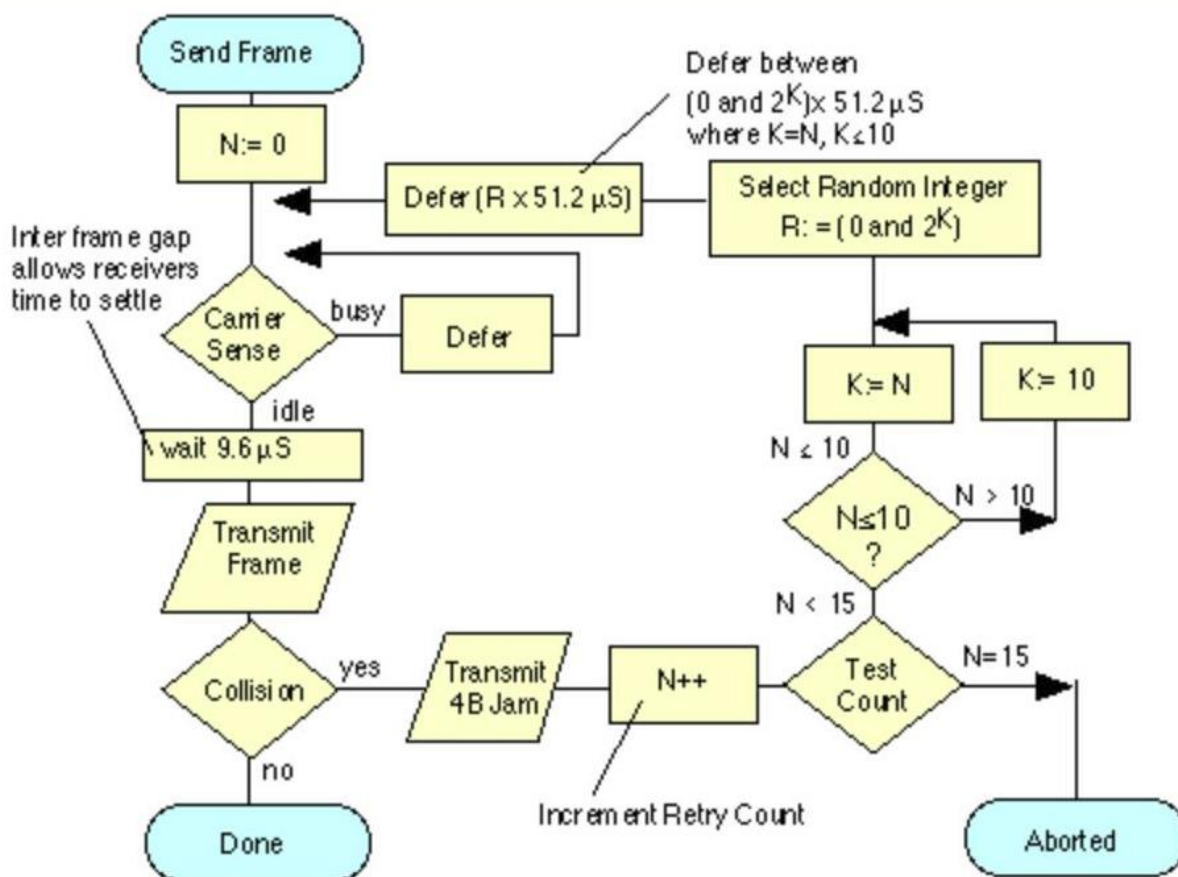 Send Frame
N:= 0
Defer between
(0 and 2^K)x 51.2 µS
where K=N, K≤10
Defer (R x 51.2 µS)
Select Random Integer
R: = (0 and 2^K)
Inter frame gap
allows receivers
time to settle
Carrier
Sense
busy
Defer
idle
wait 9.6 µS
K:= N
K:= 10
N ≤ 10
N > 10
N≤10
?
Transmit
Frame
N < 15
Collision
yes
Transmit
4B Jam
N++
Test
Count
N=15
no
Increment Retry Count
Done
Aborted